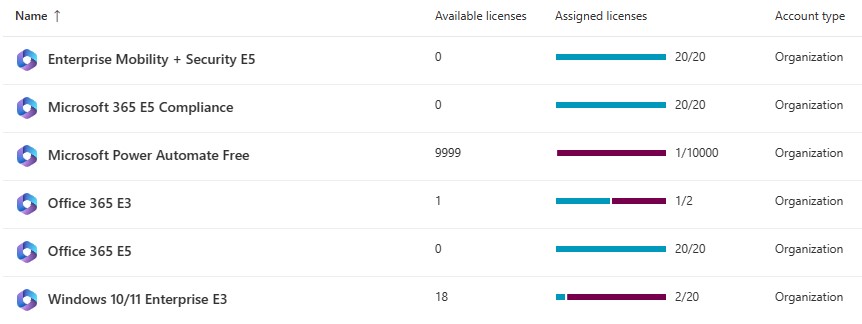 Name ↑ Available licenses Assigned licenses Account type
Enterprise Mobility + Security E5 0 20/20 Organization
Microsoft 365 E5 Compliance 0 20/20 Organization
Microsoft Power Automate Free 9999 1/10000 Organization
Office 365 E3 1 1/2 Organization
Office 365 E5 0 20/20 Organization
Windows 10/11 Enterprise E3 18 2/20 Organization